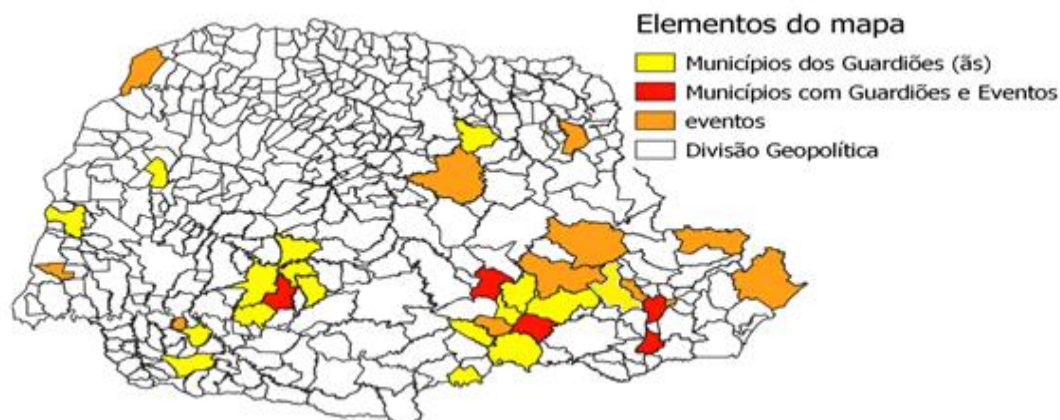 Elementos do mapa
Municípios dos Guardiões (ãs)
Municípios com Guardiões e Eventos
eventos
Divisão Geopolítica